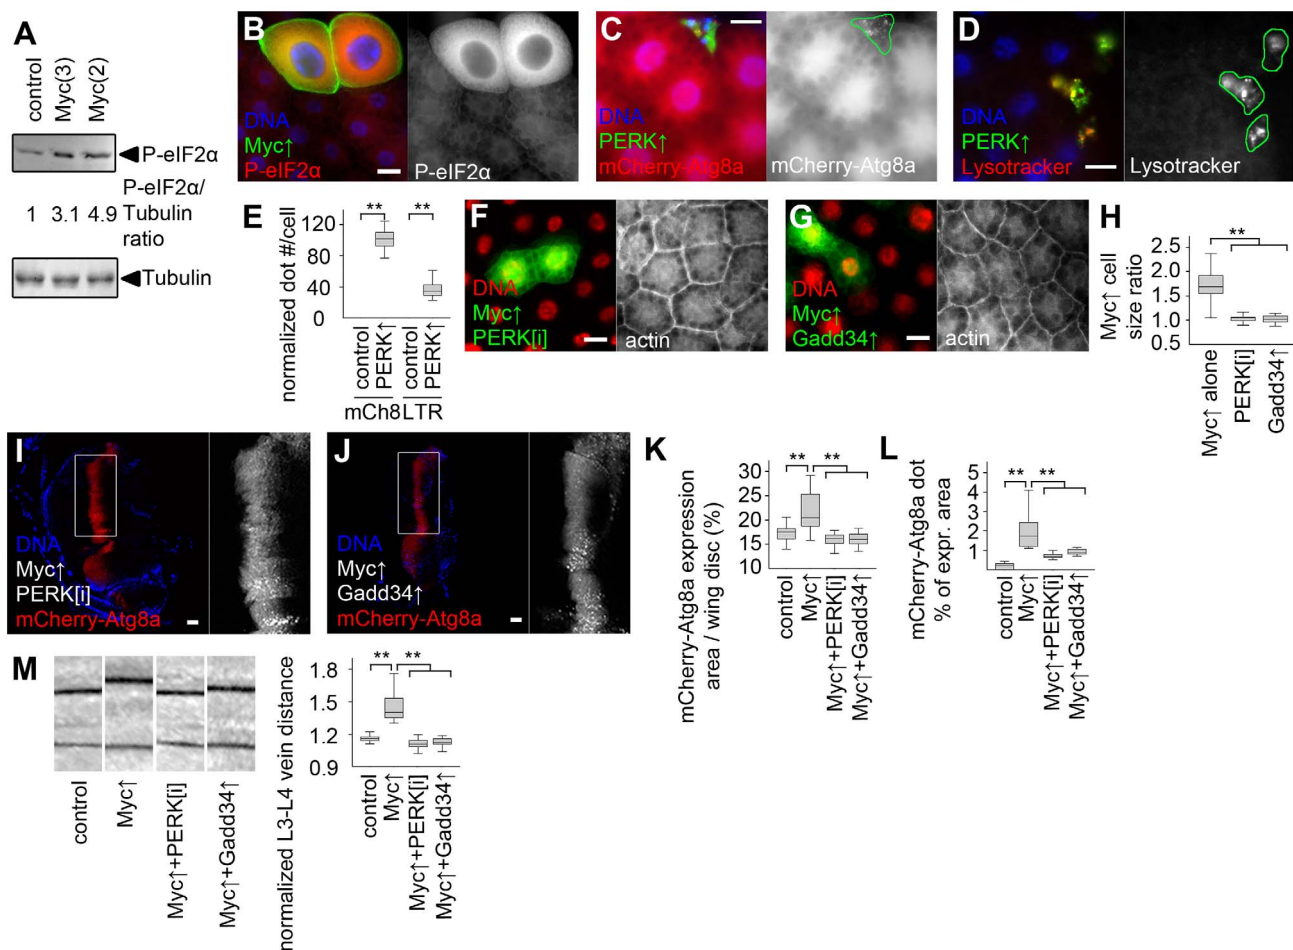 A
control
Myc(3)
Myc(2)
P-eIF2α
1
3.1
4.9
P-eIF2α/
Tubulin
ratio
Tubulin
B
DNA
Myc↑
P-eIF2α
P-eIF2α
C
DNA
PERK↑
mCherry-Atg8a
mCherry-Atg8a
D
DNA
PERK↑
Lysotracker
Lysotracker
E
normalized dot #/cell
120
80
40
0
**
**
control
PERK↑
control
PERK↑
mCh8
LTR
F
DNA
Myc↑
PERK[i]
actin
G
DNA
Myc↑
Gadd34↑
actin
H
Myc↑ cell
size ratio
2.5
2.0
1.5
1.0
0.5
**
Myc↑ alone
PERK[i]
Gadd34↑
I
DNA
Myc↑
PERK[i]
mCherry-Atg8a
J
DNA
Myc↑
Gadd34↑
mCherry-Atg8a
K
mCherry-Atg8a expression
area / wing disc (%)
30
25
20
15
10
**
**
control
Myc↑
Myc↑+PERK[i]
Myc↑+Gadd34↑
L
mCherry-Atg8a dot
% of expr. area
5
4
3
2
1
**
**
control
Myc↑
Myc↑+PERK[i]
Myc↑+Gadd34↑
M
control
Myc↑
Myc↑+PERK[i]
Myc↑+Gadd34↑
normalized L3-L4 vein distance
1.8
1.5
1.2
0.9
**
**
control
Myc↑
Myc↑+PERK[i]
Myc↑+Gadd34↑